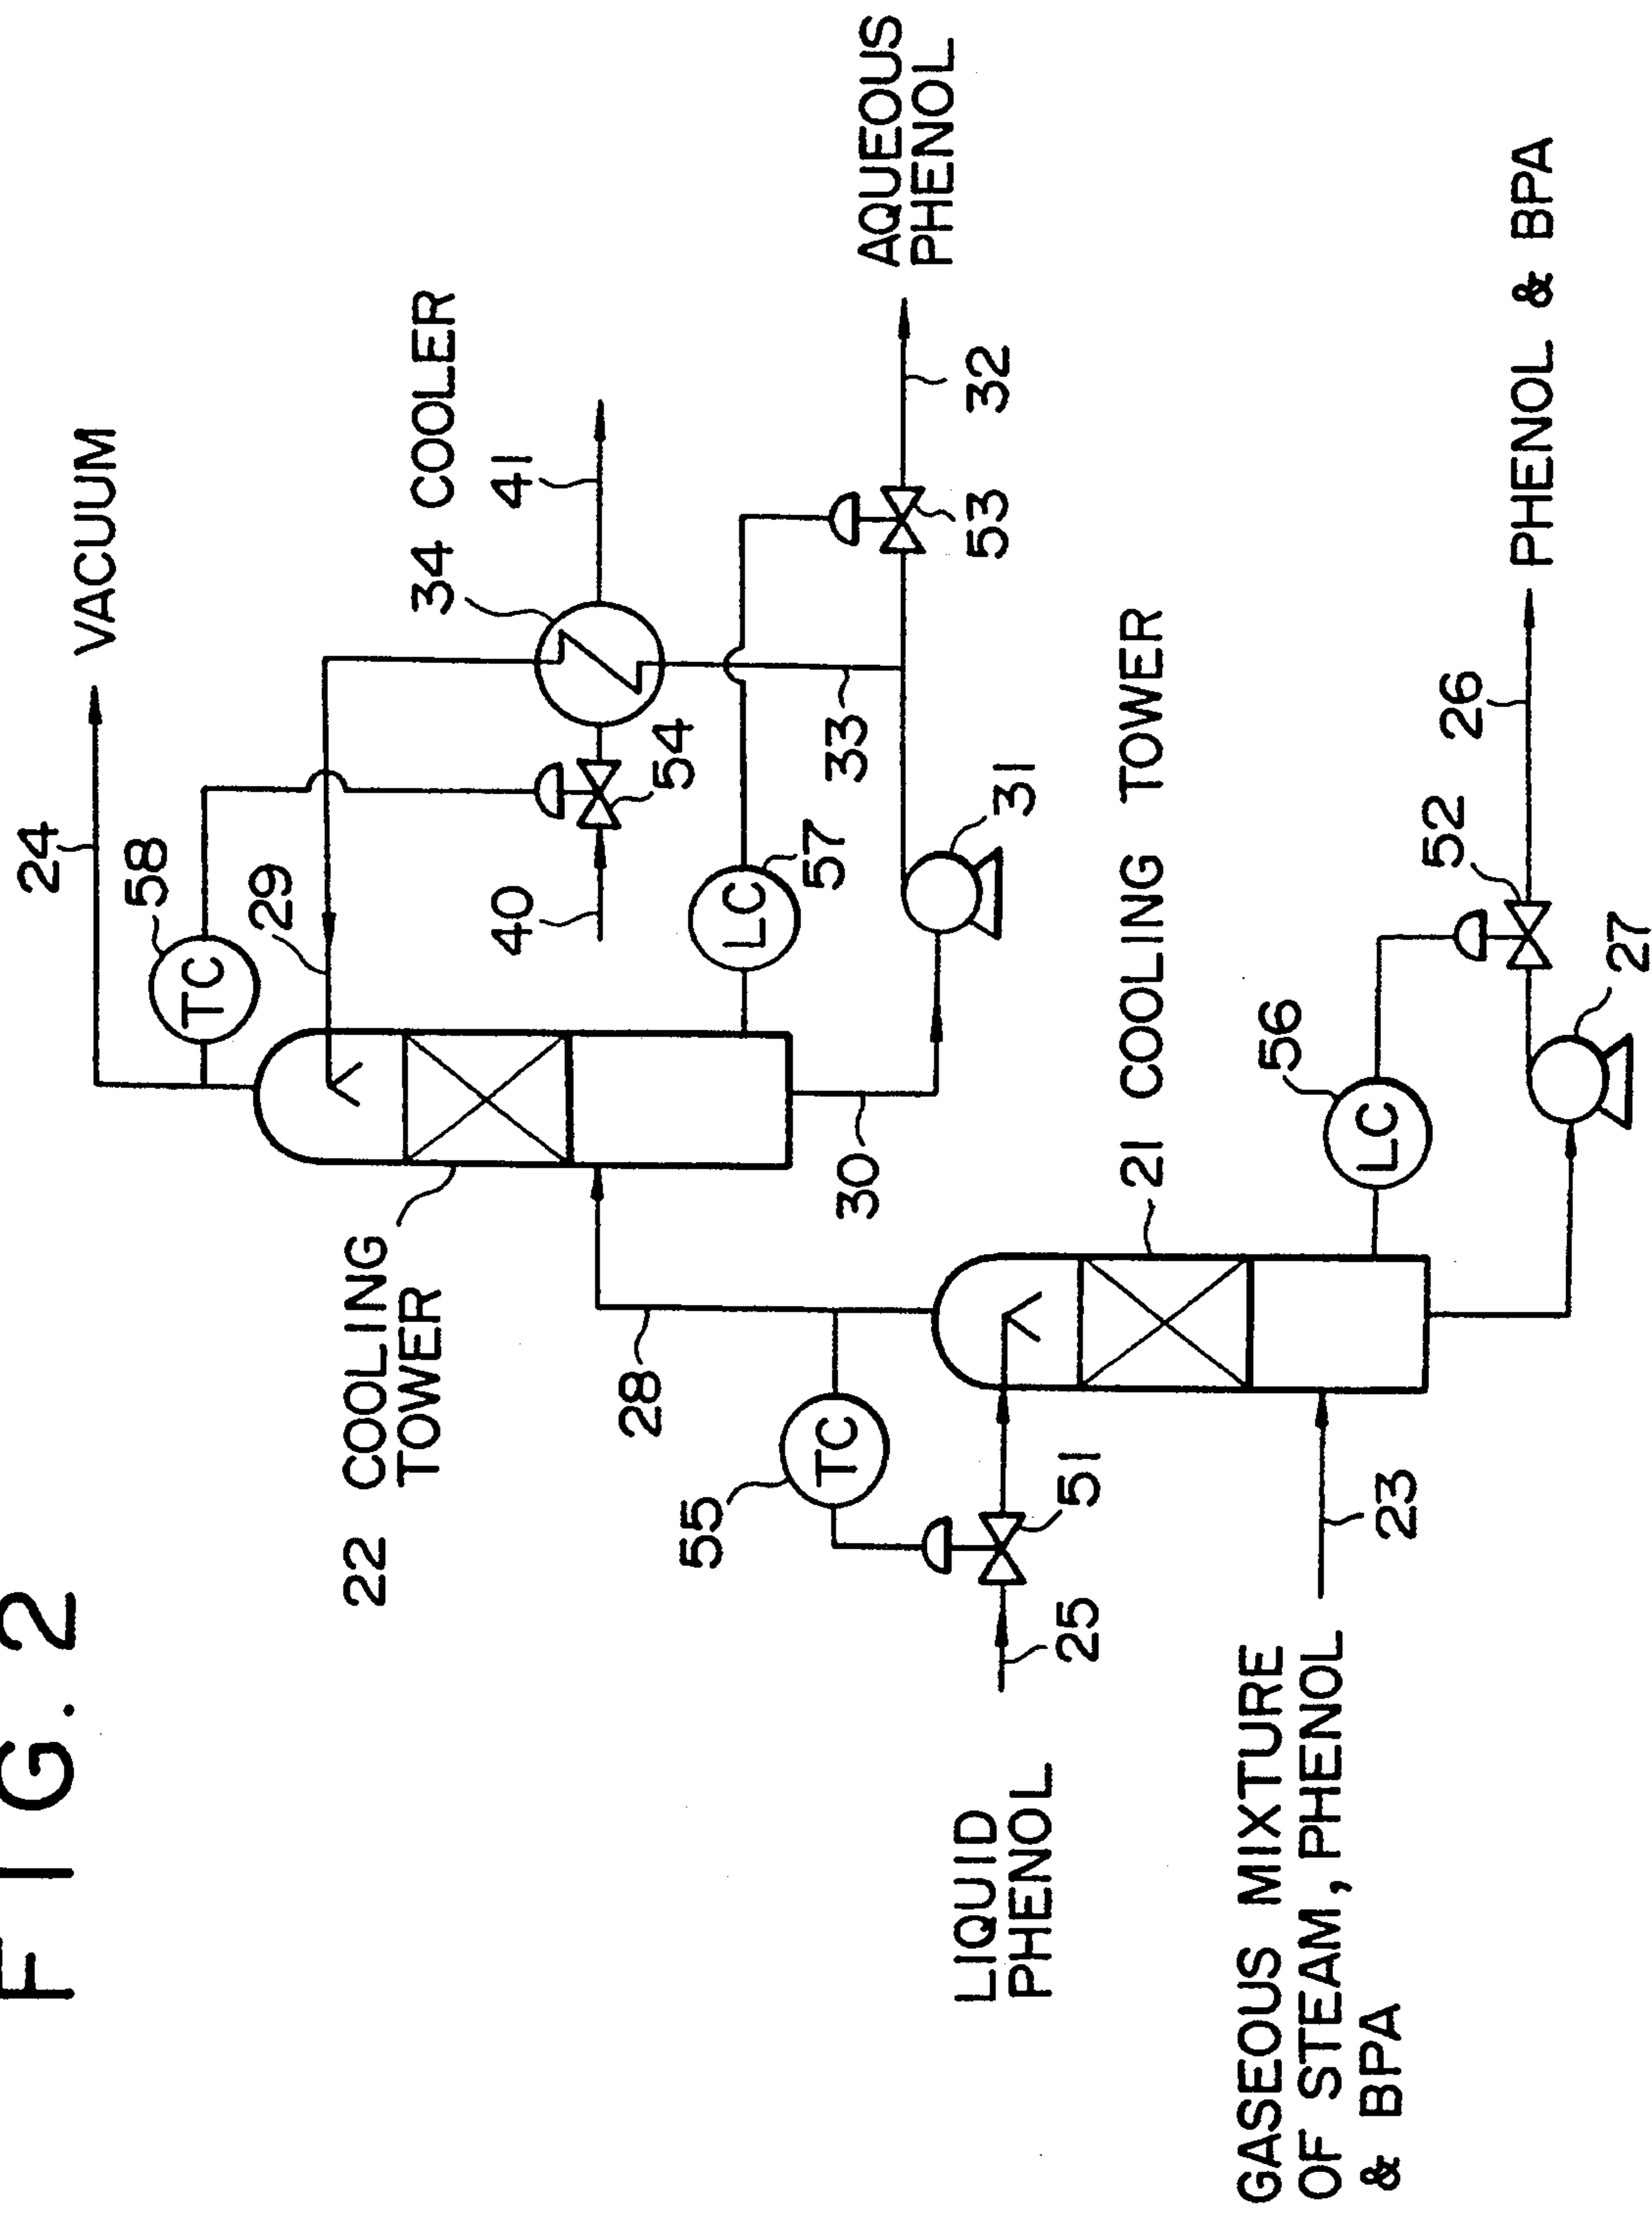 FIG. 2
24
VACUUM
58
TC
29
34 COOLER
40
54
41
22 COOLING
TOWER
LC
57
33
53
AQUEOUS
PHENOL
32
31
30
28
55
TC
51
25
LIQUID
PHENOL
21 COOLING TOWER
56
LC
52
26
PHENOL & BPA
27
23
GASEOUS MIXTURE
OF STEAM, PHENOL
& BPA